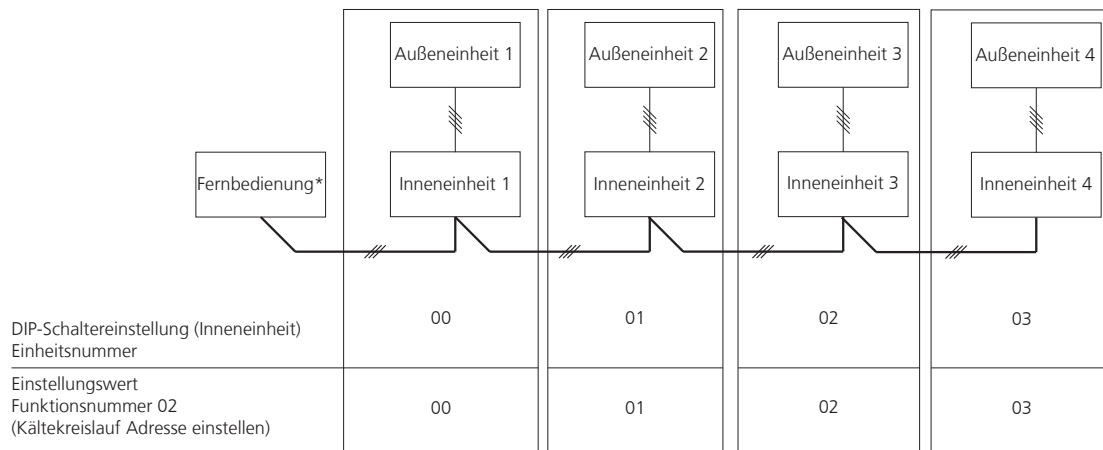 Außeneinheit 1
Außeneinheit 2
Außeneinheit 3
Außeneinheit 4
Fernbedienung*
Inneneinheit 1
Inneneinheit 2
Inneneinheit 3
Inneneinheit 4
DIP-Schaltereinstellung (Inneneinheit)
Einheitsnummer
00
01
02
03
Einstellungswert
Funktionsnummer 02
(Kältekreislauf Adresse einstellen)
00
01
02
03